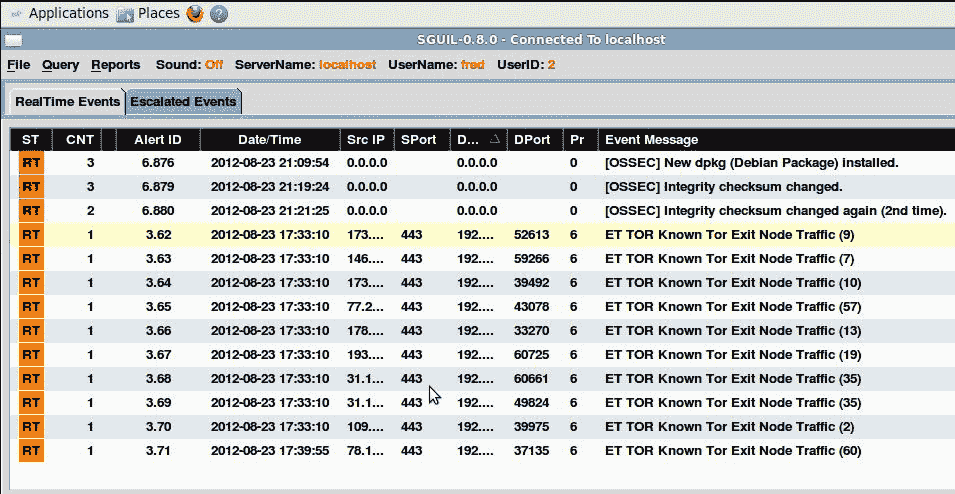 Applications Places
SGUIL-0.8.0 - Connected To localhost
File Query Reports Sound: Off ServerName: localhost UserName: fred UserID: 2
RealTime Events Escalated Events
ST CNT Alert ID Date/Time Src IP SPort D... DPort Pr Event Message
RT 3 6.876 2012-08-23 21:09:54 0.0.0.0 0.0.0.0 0 [OSSEC] New dpkg (Debian Package) installed.
RT 3 6.879 2012-08-23 21:19:24 0.0.0.0 0.0.0.0 0 [OSSEC] Integrity checksum changed.
RT 2 6.880 2012-08-23 21:21:25 0.0.0.0 0.0.0.0 0 [OSSEC] Integrity checksum changed again (2nd time).
RT 1 3.62 2012-08-23 17:33:10 173.... 443 192.... 52613 6 ET TOR Known Tor Exit Node Traffic (9)
RT 1 3.63 2012-08-23 17:33:10 146.... 443 192.... 59266 6 ET TOR Known Tor Exit Node Traffic (7)
RT 1 3.64 2012-08-23 17:33:10 173.... 443 192.... 39492 6 ET TOR Known Tor Exit Node Traffic (10)
RT 1 3.65 2012-08-23 17:33:10 77.2... 443 192.... 43078 6 ET TOR Known Tor Exit Node Traffic (57)
RT 1 3.66 2012-08-23 17:33:10 178.... 443 192.... 33270 6 ET TOR Known Tor Exit Node Traffic (13)
RT 1 3.67 2012-08-23 17:33:10 193.... 443 192.... 60725 6 ET TOR Known Tor Exit Node Traffic (19)
RT 1 3.68 2012-08-23 17:33:10 31.1... 443 192.... 60661 6 ET TOR Known Tor Exit Node Traffic (35)
RT 1 3.69 2012-08-23 17:33:10 31.1... 443 192.... 49824 6 ET TOR Known Tor Exit Node Traffic (35)
RT 1 3.70 2012-08-23 17:33:10 109.... 443 192.... 39975 6 ET TOR Known Tor Exit Node Traffic (2)
RT 1 3.71 2012-08-23 17:39:55 78.1... 443 192.... 37135 6 ET TOR Known Tor Exit Node Traffic (60)